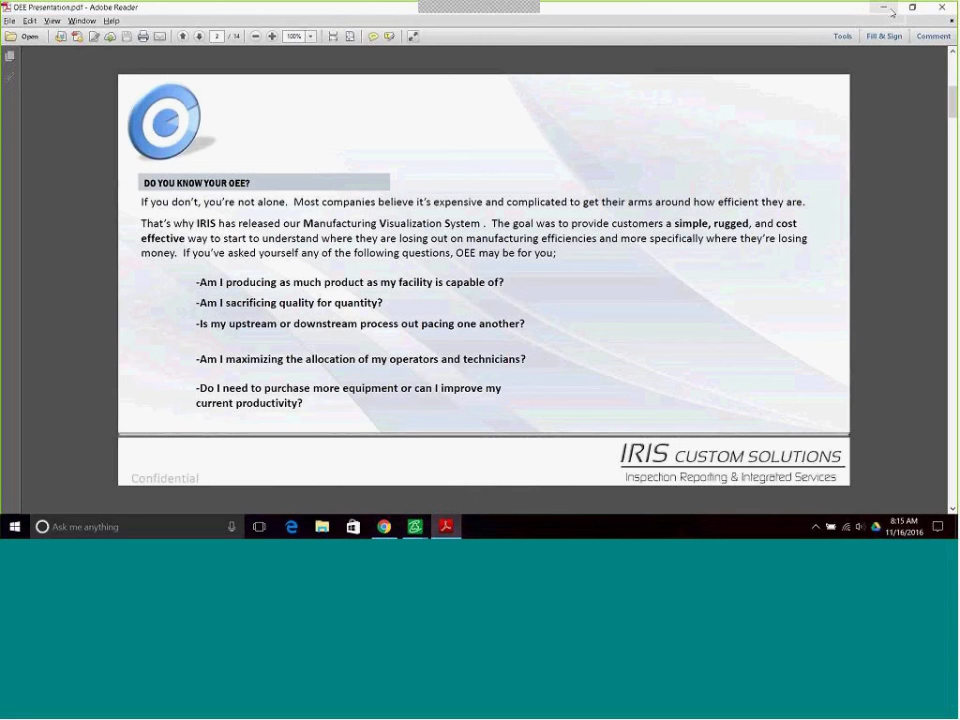 OEE Presentation.pdf - Adobe Reader
File Edit View Window Help
Open 2 / 14 100% Tools Fill & Sign Comment
DO YOU KNOW YOUR OEE?
If you don't, you're not alone. Most companies believe it's expensive and complicated to get their arms around how efficient they are.
That's why IRIS has released our Manufacturing Visualization System . The goal was to provide customers a simple, rugged, and cost
effective way to start to understand where they are losing out on manufacturing efficiencies and more specifically where they're losing
money. If you've asked yourself any of the following questions, OEE may be for you;
-Am I producing as much product as my facility is capable of?
-Am I sacrificing quality for quantity?
-Is my upstream or downstream process out pacing one another?
-Am I maximizing the allocation of my operators and technicians?
-Do I need to purchase more equipment or can I improve my
current productivity?
IRIS CUSTOM SOLUTIONS
Confidential
Inspection Reporting & Integrated Services
Ask me anything
8:15 AM
11/16/2016